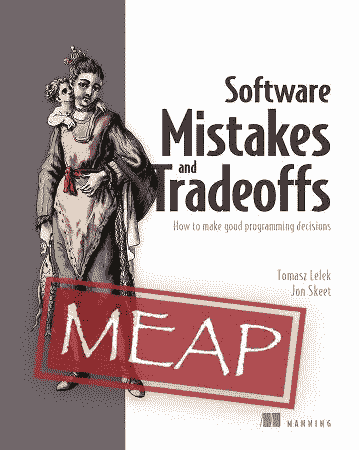 Software
Mistakes
and
Tradeoffs
How to make good programming decisions
Tomasz Lelek
Jon Skeet
MEAP
MANNING